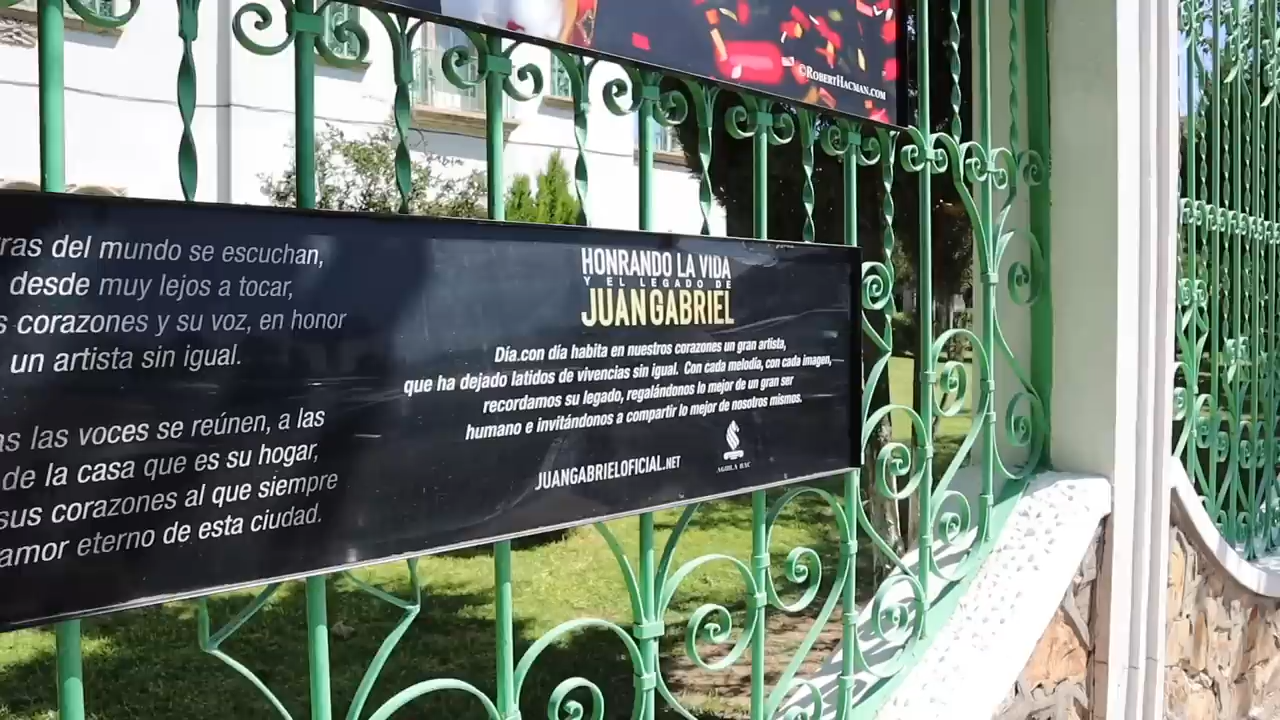 ©ROBERTHACMAN.COM
ras del mundo se escuchan,
desde muy lejos a tocar,
s corazones y su voz, en honor
un artista sin igual.
as las voces se reúnen, a las
de la casa que es su hogar,
sus corazones al que siempre
amor eterno de esta ciudad.
HONRANDO LA VIDA
Y EL LEGADO DE
JUAN GABRIEL
Día con día habita en nuestros corazones un gran artista,
que ha dejado latidos de vivencias sin igual. Con cada melodía, con cada imagen,
recordamos su legado, regalándonos lo mejor de un gran ser
humano e invitándonos a compartir lo mejor de nosotros mismos.
JUANGABRIELOFICIAL.NET